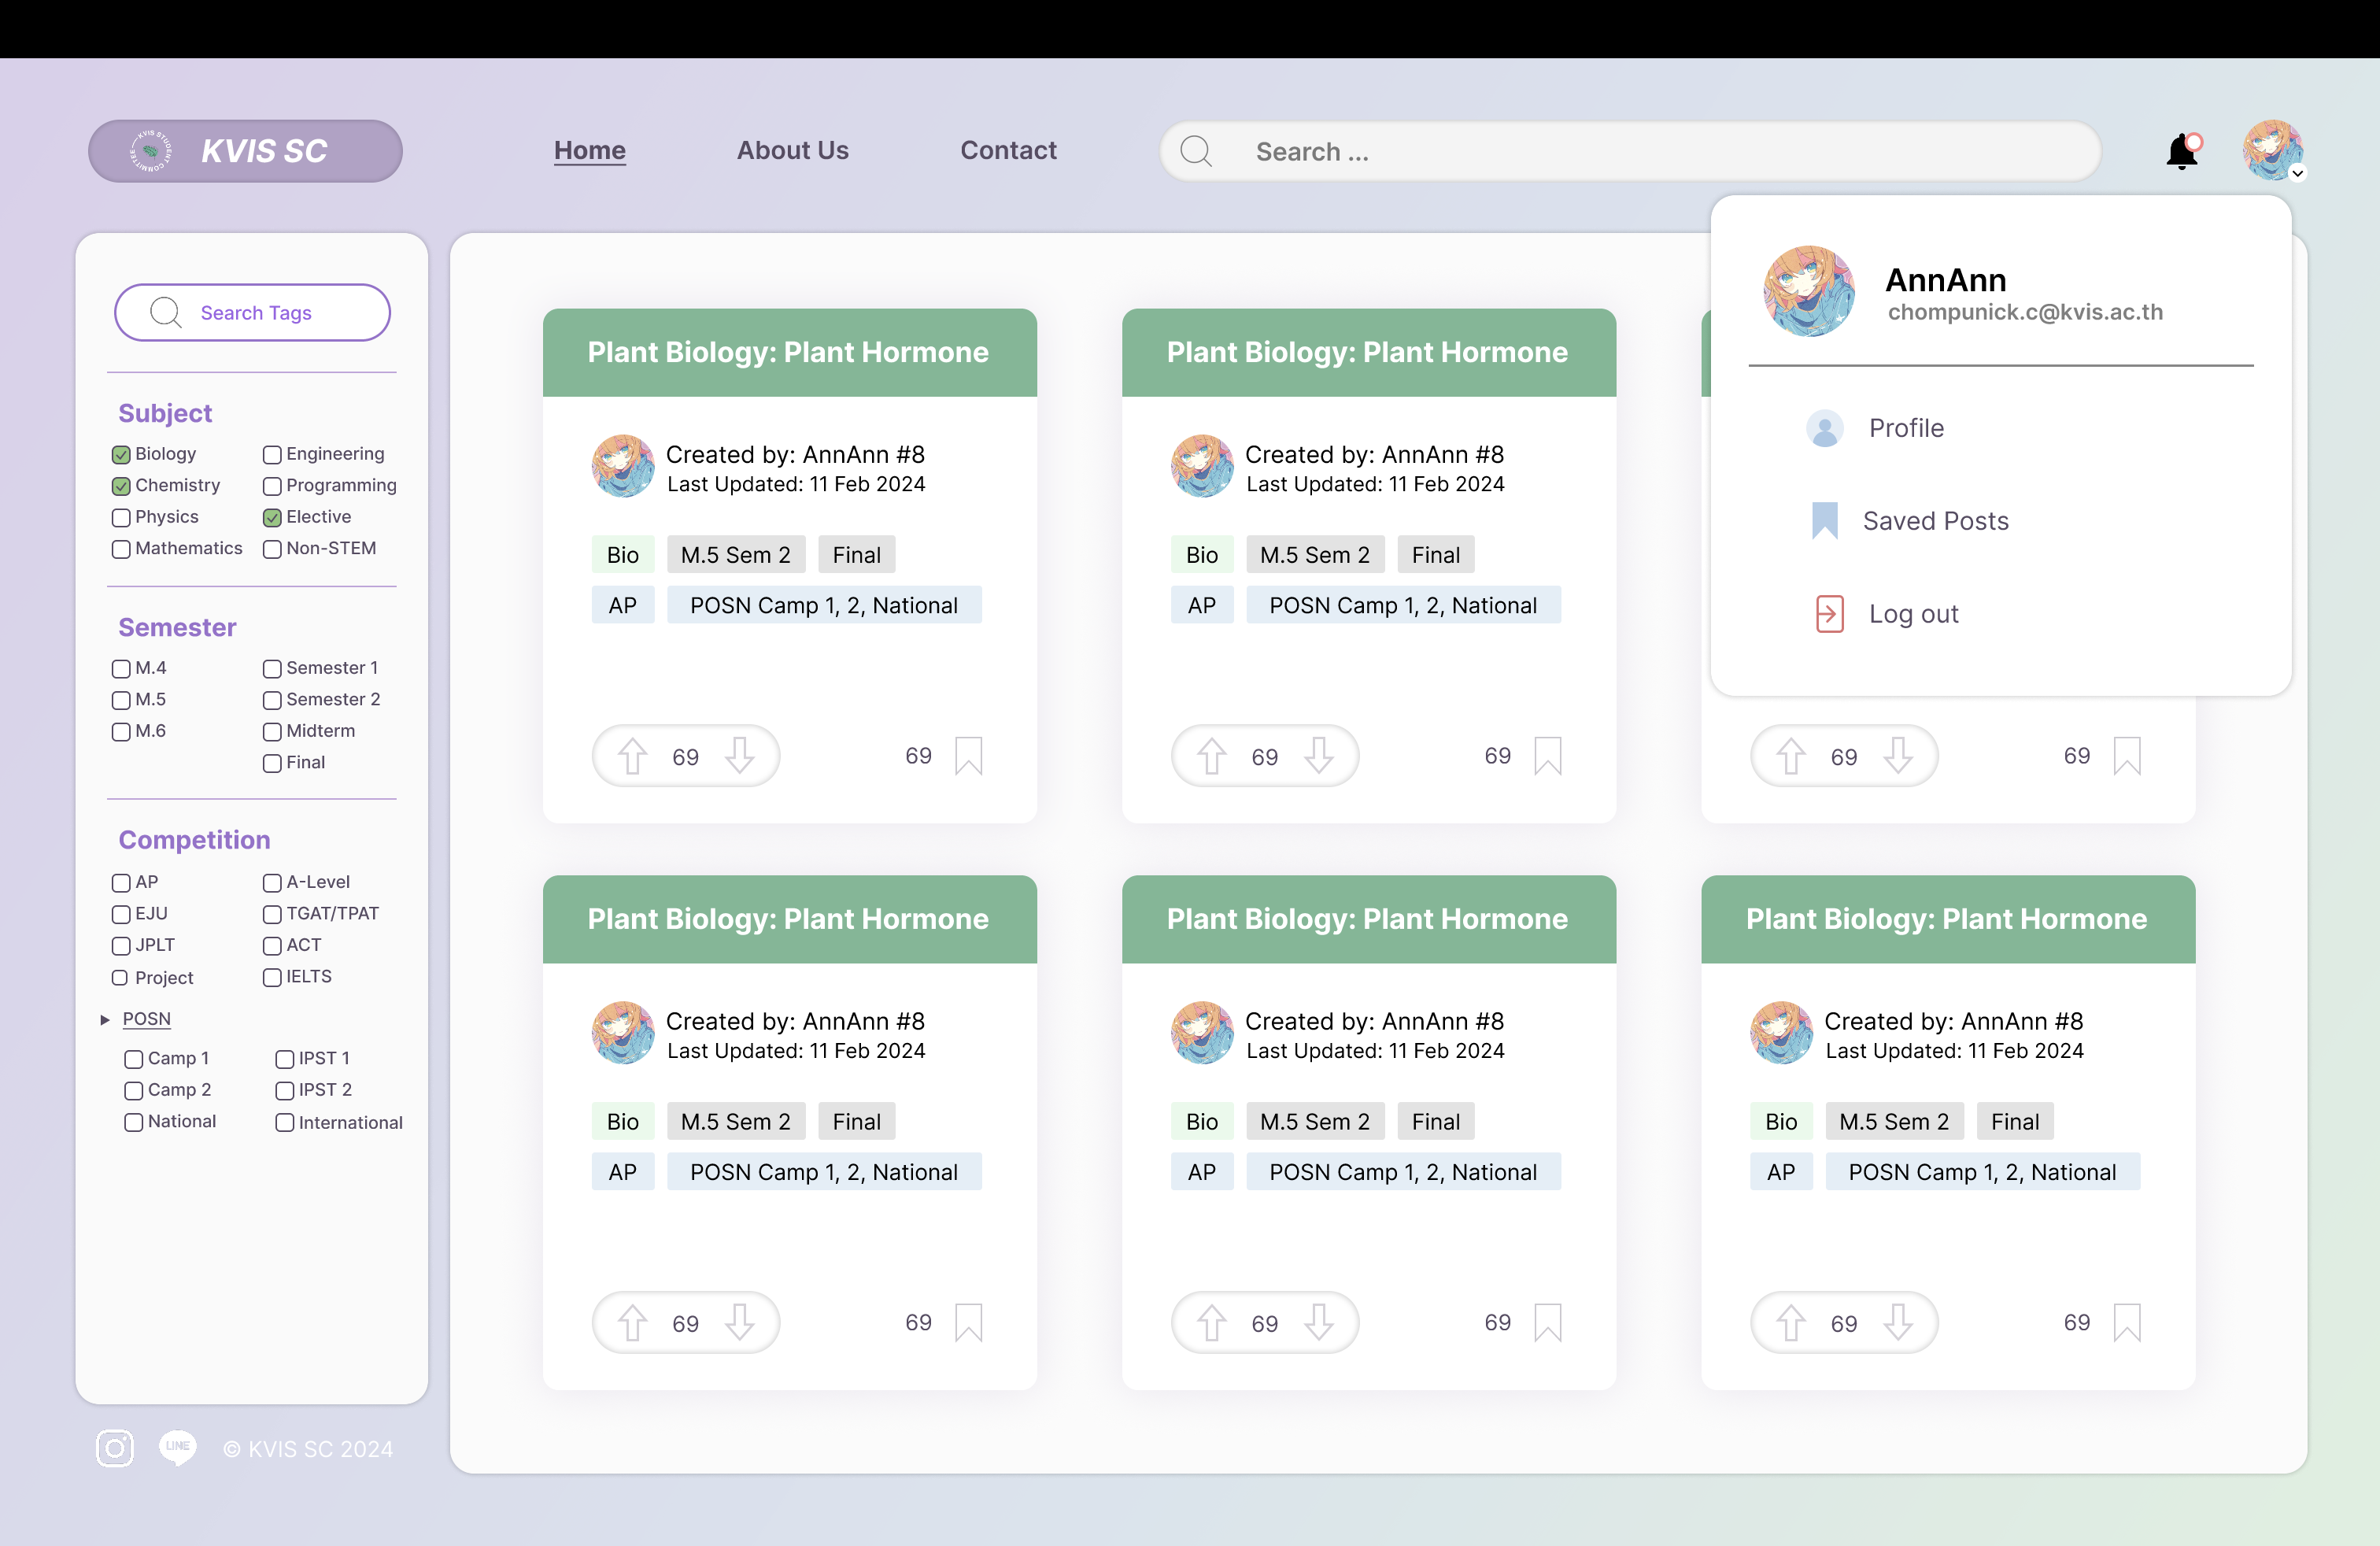 KVIS STUDENT COMMITTEE
KVIS SC
Home
About Us
Contact
Search ...
AnnAnn
chompunick.c@kvis.ac.th
Profile
Saved Posts
Log out
Search Tags
Subject
Biology
Engineering
Chemistry
Programming
Physics
Elective
Mathematics
Non-STEM
Semester
M.4
Semester 1
M.5
Semester 2
M.6
Midterm
Final
Competition
AP
A-Level
EJU
TGAT/TPAT
JPLT
ACT
Project
IELTS
POSN
Camp 1
IPST 1
Camp 2
IPST 2
National
International
Plant Biology: Plant Hormone
Created by: AnnAnn #8
Last Updated: 11 Feb 2024
Bio
M.5 Sem 2
Final
AP
POSN Camp 1, 2, National
69
69
Plant Biology: Plant Hormone
Created by: AnnAnn #8
Last Updated: 11 Feb 2024
Bio
M.5 Sem 2
Final
AP
POSN Camp 1, 2, National
69
69
69
69
Plant Biology: Plant Hormone
Created by: AnnAnn #8
Last Updated: 11 Feb 2024
Bio
M.5 Sem 2
Final
AP
POSN Camp 1, 2, National
69
69
Plant Biology: Plant Hormone
Created by: AnnAnn #8
Last Updated: 11 Feb 2024
Bio
M.5 Sem 2
Final
AP
POSN Camp 1, 2, National
69
69
Plant Biology: Plant Hormone
Created by: AnnAnn #8
Last Updated: 11 Feb 2024
Bio
M.5 Sem 2
Final
AP
POSN Camp 1, 2, National
69
69
LINE
© KVIS SC 2024